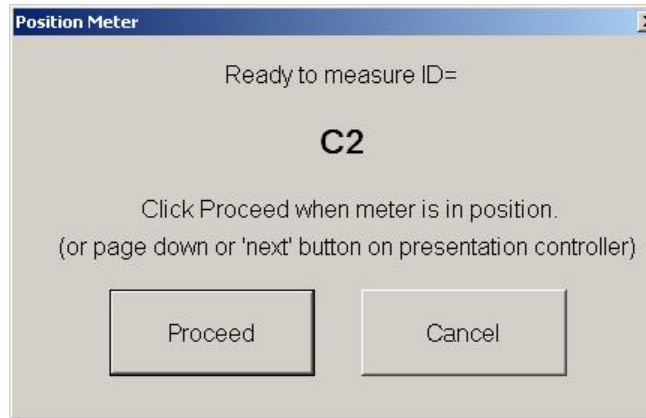 Position Meter
Ready to measure ID=
C2
Click Proceed when meter is in position.
(or page down or 'next' button on presentation controller)
Proceed
Cancel